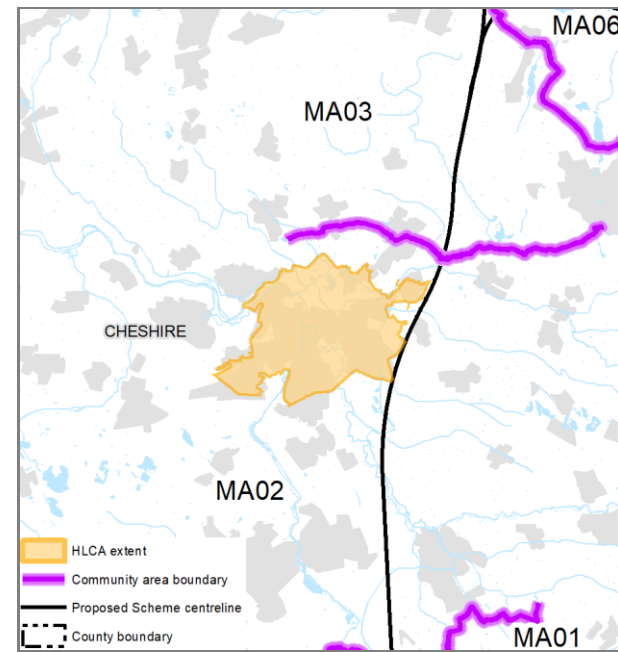 MA06
MA03
CHESHIRE
MA02
HLCA extent
Community area boundary
Proposed Scheme centreline
County boundary
MA01